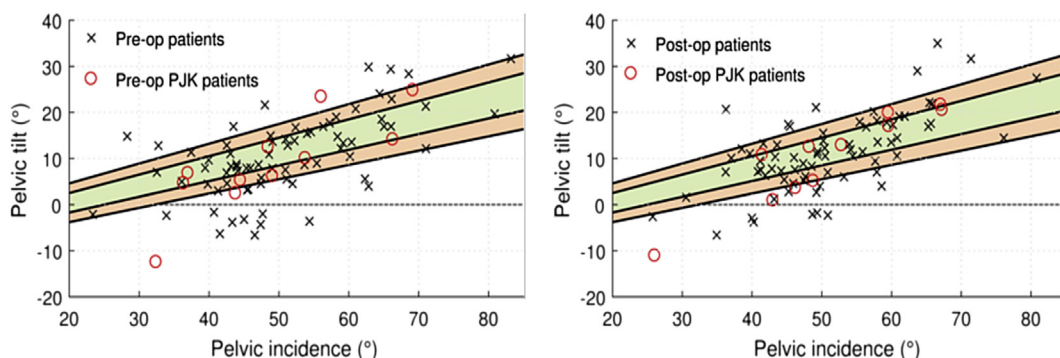 40
30
20
10
0
-10
-20
20 30 40 50 60 70 80
Pelvic tilt (°)
Pelvic incidence (°)
Pre-op patients
Pre-op PJK patients
40
30
20
10
0
-10
-20
20 30 40 50 60 70 80
Pelvic tilt (°)
Pelvic incidence (°)
Post-op patients
Post-op PJK patients